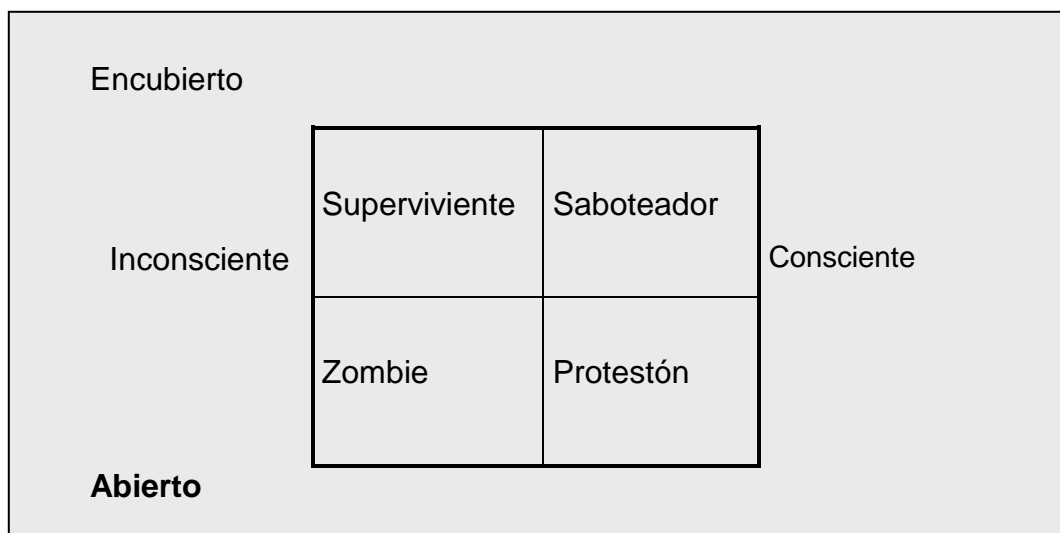 Encubierto
Superviviente Saboteador
Inconsciente Consciente
Zombie Protestón
Abierto